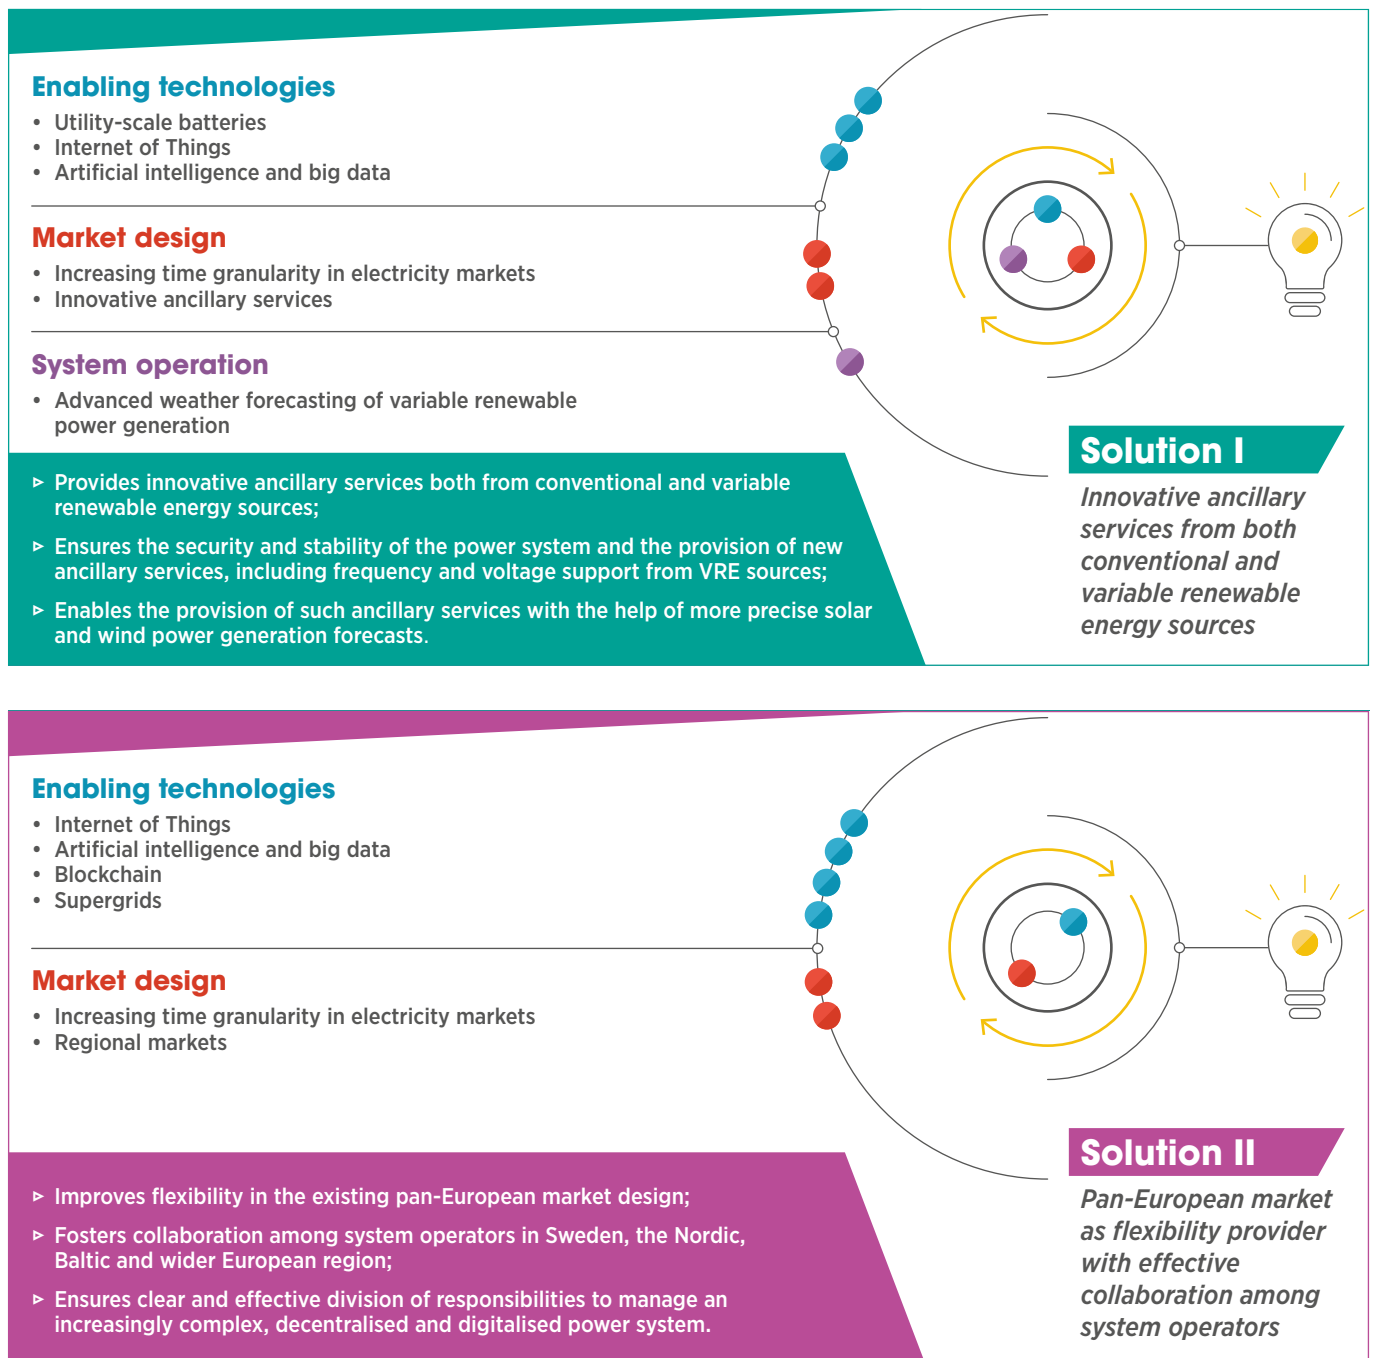 Enabling technologies
• Utility-scale batteries
• Internet of Things
• Artificial intelligence and big data
Market design
• Increasing time granularity in electricity markets
• Innovative ancillary services
System operation
• Advanced weather forecasting of variable renewable
power generation
▹ Provides innovative ancillary services both from conventional and variable
renewable energy sources;
▹ Ensures the security and stability of the power system and the provision of new
ancillary services, including frequency and voltage support from VRE sources;
▹ Enables the provision of such ancillary services with the help of more precise solar
and wind power generation forecasts.
Solution I
Innovative ancillary
services from both
conventional and
variable renewable
energy sources
Enabling technologies
• Internet of Things
• Artificial intelligence and big data
• Blockchain
• Supergrids
Market design
• Increasing time granularity in electricity markets
• Regional markets
▹ Improves flexibility in the existing pan-European market design;
▹ Fosters collaboration among system operators in Sweden, the Nordic,
Baltic and wider European region;
▹ Ensures clear and effective division of responsibilities to manage an
increasingly complex, decentralised and digitalised power system.
Solution II
Pan-European market
as flexibility provider
with effective
collaboration among
system operators